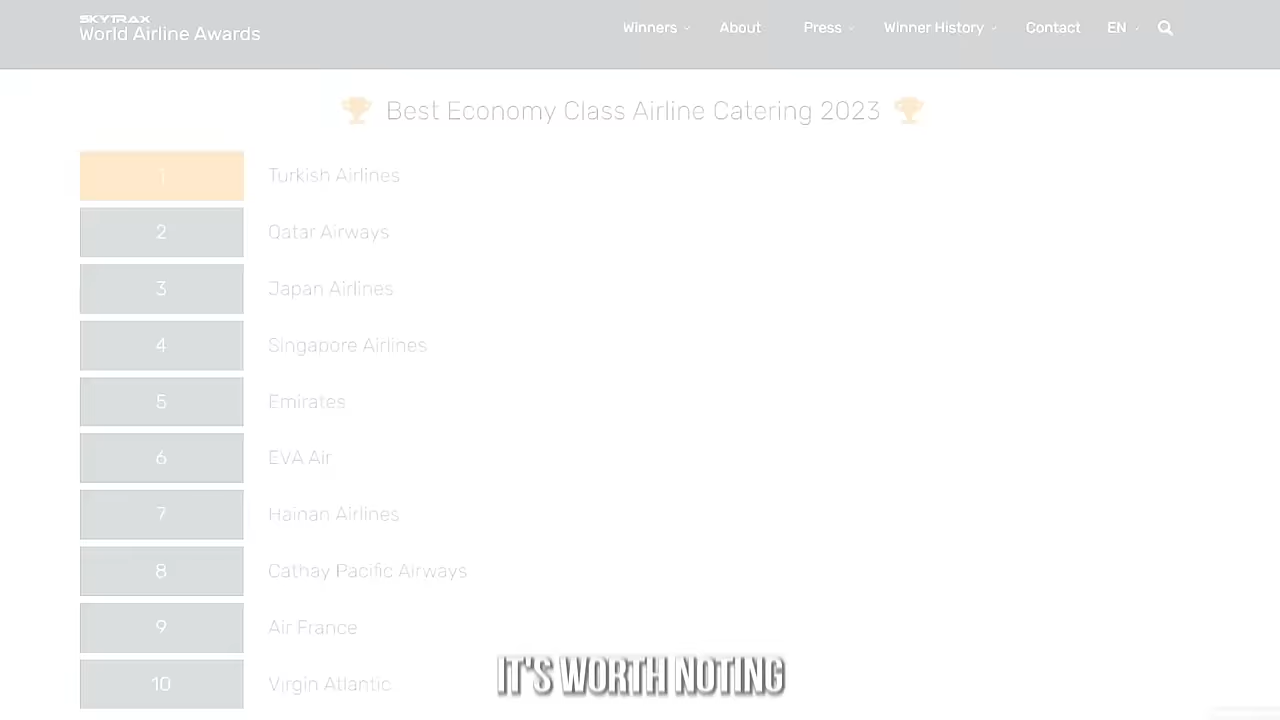 SKYTRAX
World Airline Awards
Winners About Press Winner History Contact EN
Best Economy Class Airline Catering 2023
1 Turkish Airlines
2 Qatar Airways
3 Japan Airlines
4 Singapore Airlines
5 Emirates
6 EVA Air
7 Hainan Airlines
8 Cathay Pacific Airways
9 Air France
10 Virgin Atlantic
IT'S WORTH NOTING